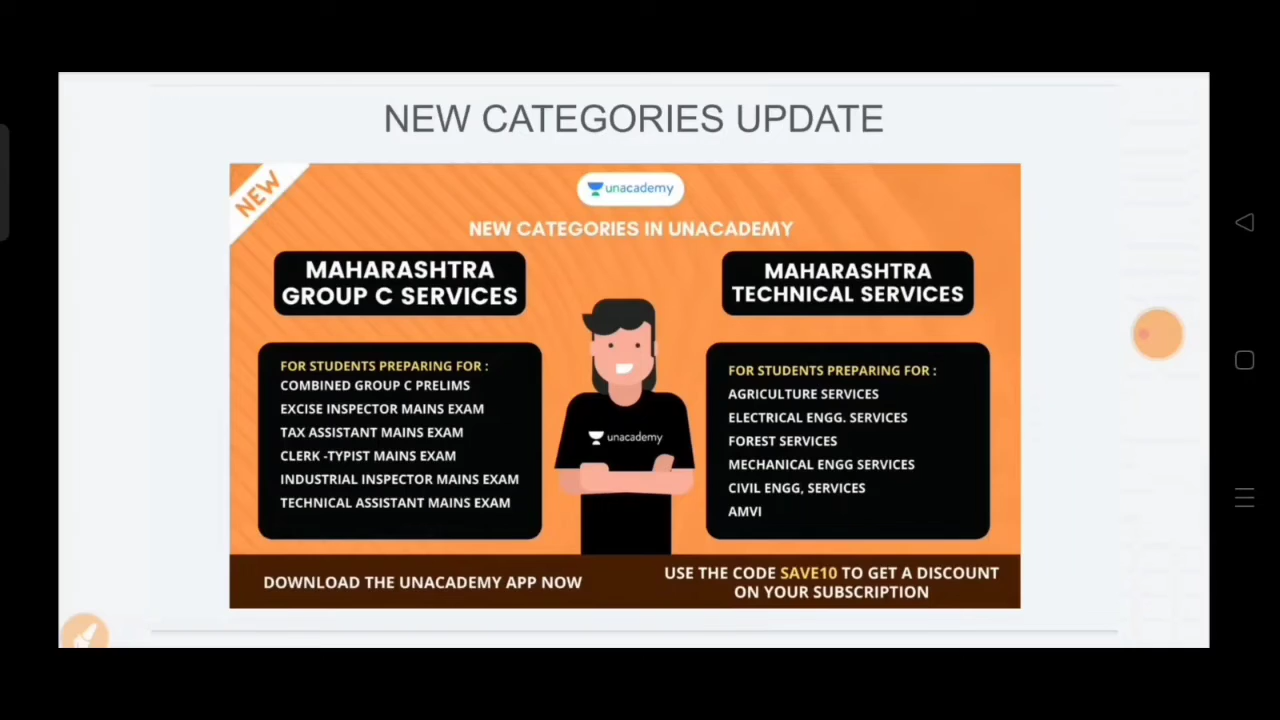 NEW CATEGORIES UPDATE
NEW
unacademy
NEW CATEGORIES IN UNACADEMY
MAHARASHTRA
GROUP C SERVICES
FOR STUDENTS PREPARING FOR :
COMBINED GROUP C PRELIMS
EXCISE INSPECTOR MAINS EXAM
TAX ASSISTANT MAINS EXAM
CLERK -TYPIST MAINS EXAM
INDUSTRIAL INSPECTOR MAINS EXAM
TECHNICAL ASSISTANT MAINS EXAM
unacademy
MAHARASHTRA
TECHNICAL SERVICES
FOR STUDENTS PREPARING FOR :
AGRICULTURE SERVICES
ELECTRICAL ENGG. SERVICES
FOREST SERVICES
MECHANICAL ENGG SERVICES
CIVIL ENGG, SERVICES
AMVI
DOWNLOAD THE UNACADEMY APP NOW
USE THE CODE SAVE10 TO GET A DISCOUNT
ON YOUR SUBSCRIPTION